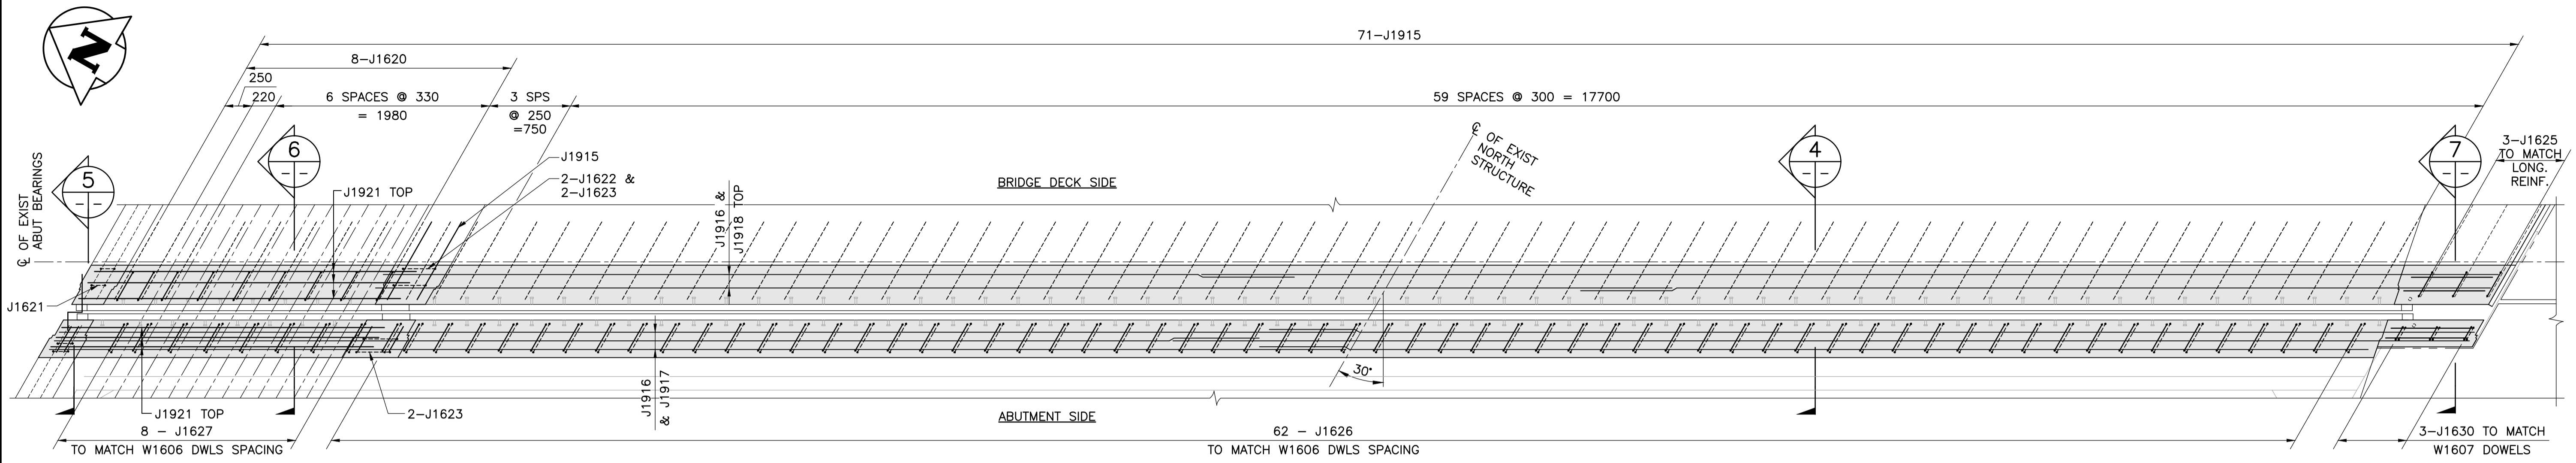 N
71-J1915
8-J1620
250
220
6 SPACES @ 330
= 1980
3 SPS
@ 250
=750
59 SPACES @ 300 = 17700
℄ OF EXIST
ABUT BEARINGS
5
- -
6
- -
J1921 TOP
J1915
2-J1622 &
2-J1623
J1916 &
J1918 TOP
BRIDGE DECK SIDE
℄ OF EXIST
NORTH
STRUCTURE
4
- -
7
- -
3-J1625
TO MATCH
LONG.
REINF.
J1621
30°
J1921 TOP
2-J1623
J1916
& J1917
ABUTMENT SIDE
8 - J1627
TO MATCH W1606 DWLS SPACING
62 - J1626
TO MATCH W1606 DWLS SPACING
3-J1630 TO MATCH
W1607 DOWELS